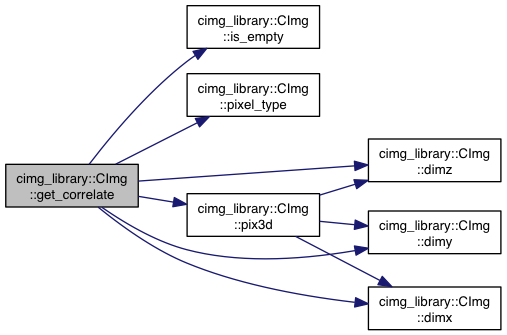 cimg_library::CImg
::is_empty
cimg_library::CImg
::pixel_type
cimg_library::CImg
::get_correlate
cimg_library::CImg
::pix3d
cimg_library::CImg
::dimz
cimg_library::CImg
::dimy
cimg_library::CImg
::dimx